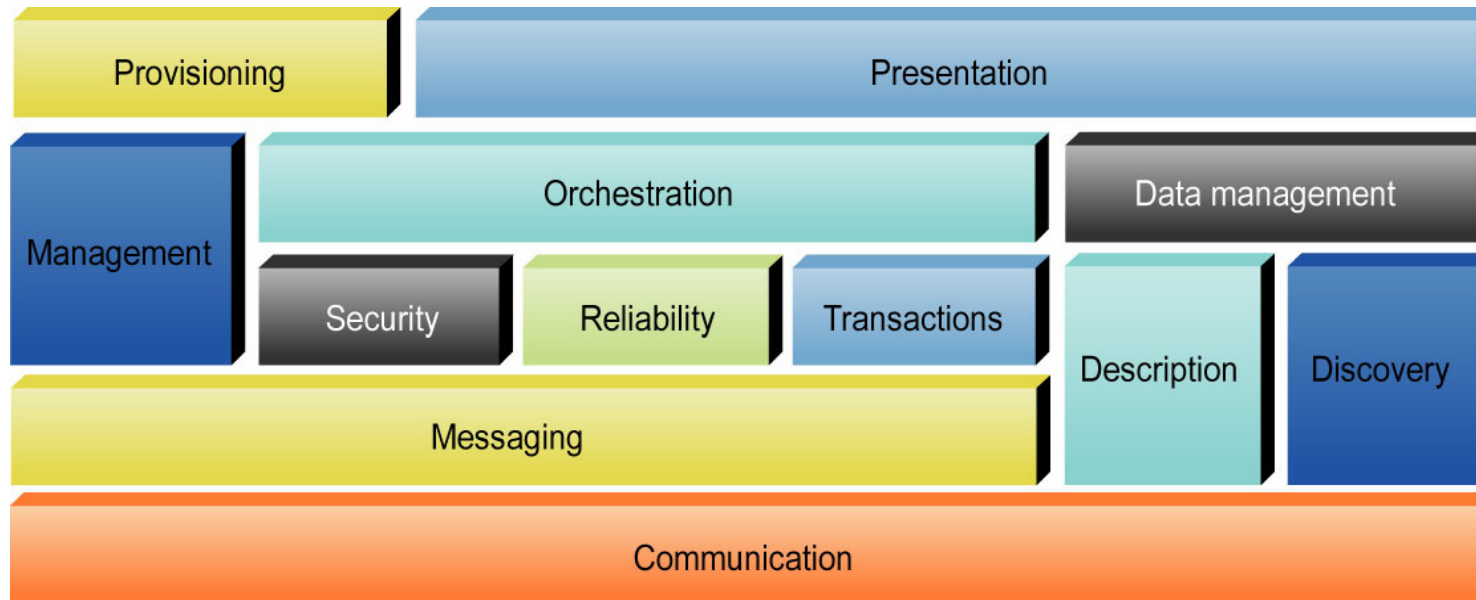 Provisioning
Presentation
Orchestration
Data management
Management
Security
Reliability
Transactions
Description
Discovery
Messaging
Communication